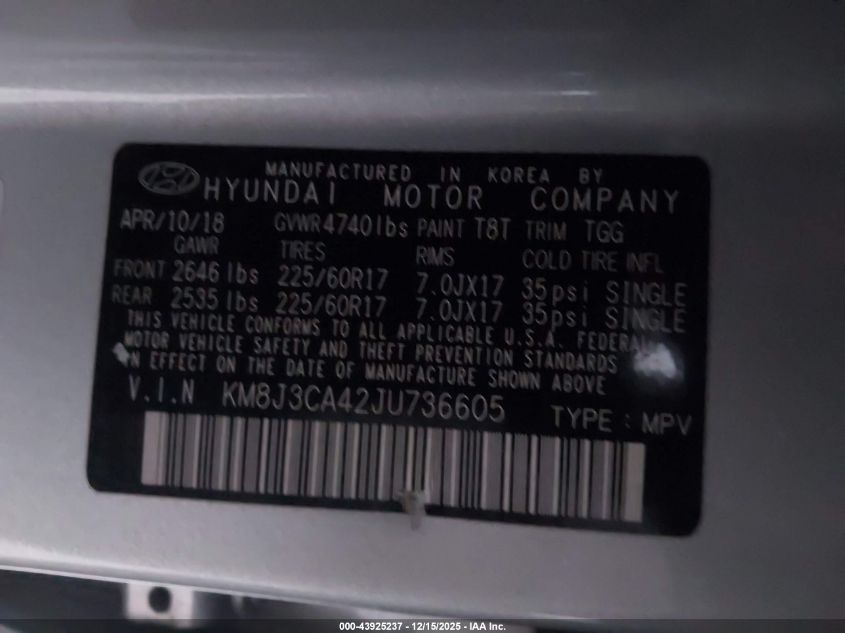 MANUFACTURED IN KOREA BY
HYUNDAI MOTOR COMPANY
APR/10/18 GVWR 4740lbs PAINT T8T TRIM TGG
GAWR TIRES RIMS COLD TIRE INFL
FRONT 2646 lbs 225/60R17 7.0JX17 35psi SINGLE
REAR 2535 lbs 225/60R17 7.0JX17 35psi SINGLE
THIS VEHICLE CONFORMS TO ALL APPLICABLE U.S.A. FEDERAL
MOTOR VEHICLE SAFETY AND THEFT PREVENTION STANDARDS
IN EFFECT ON THE DATE OF MANUFACTURE SHOWN ABOVE
V.I.N KM8J3CA42JU736605 TYPE : MPV
000-43925237 - 12/15/2025 - IAA Inc.